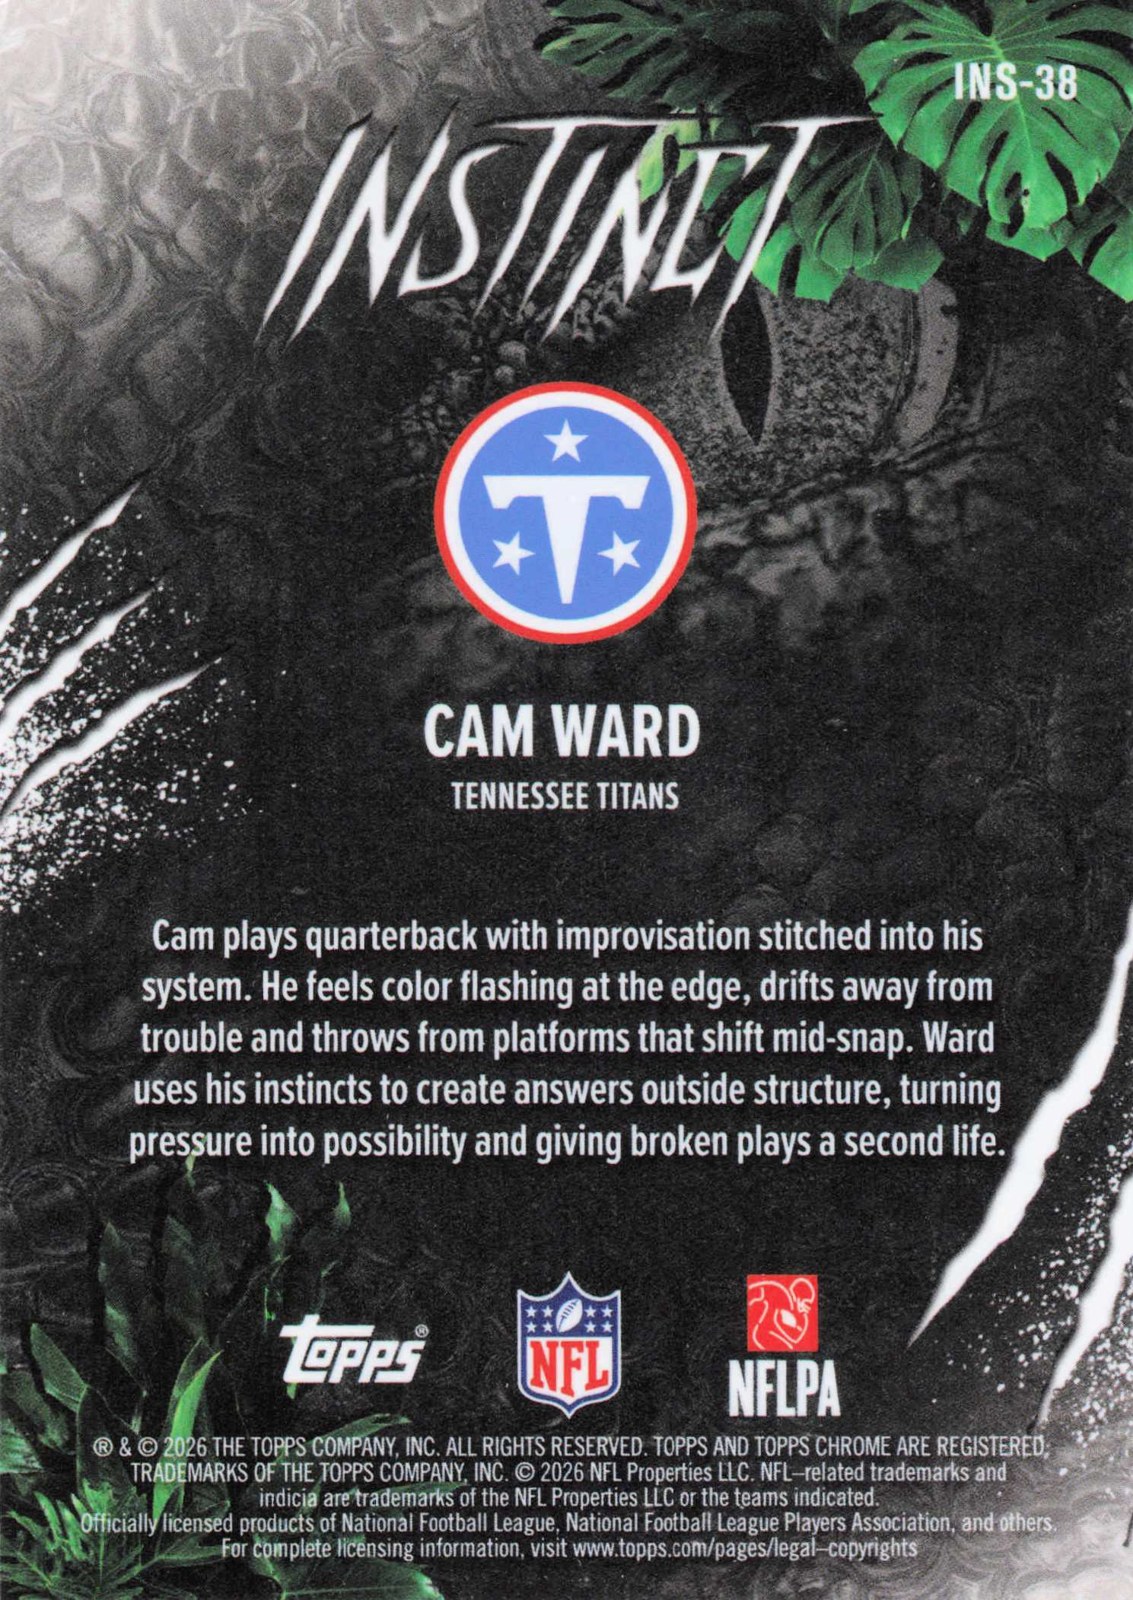 INS-38
INSTINCT
T
CAM WARD
TENNESSEE TITANS
Cam plays quarterback with improvisation stitched into his
system. He feels color flashing at the edge, drifts away from
trouble and throws from platforms that shift mid-snap. Ward
uses his instincts to create answers outside structure, turning
pressure into possibility and giving broken plays a second life.
topps®
NFL
NFLPA
® & © 2026 THE TOPPS COMPANY, INC. ALL RIGHTS RESERVED. TOPPS AND TOPPS CHROME ARE REGISTERED
TRADEMARKS OF THE TOPPS COMPANY, INC. © 2026 NFL Properties LLC. NFL-related trademarks and
indicia are trademarks of the NFL Properties LLC or the teams indicated.
Officially licensed products of National Football League, National Football League Players Association, and others.
For complete licensing information, visit www.topps.com/pages/legal-copyrights